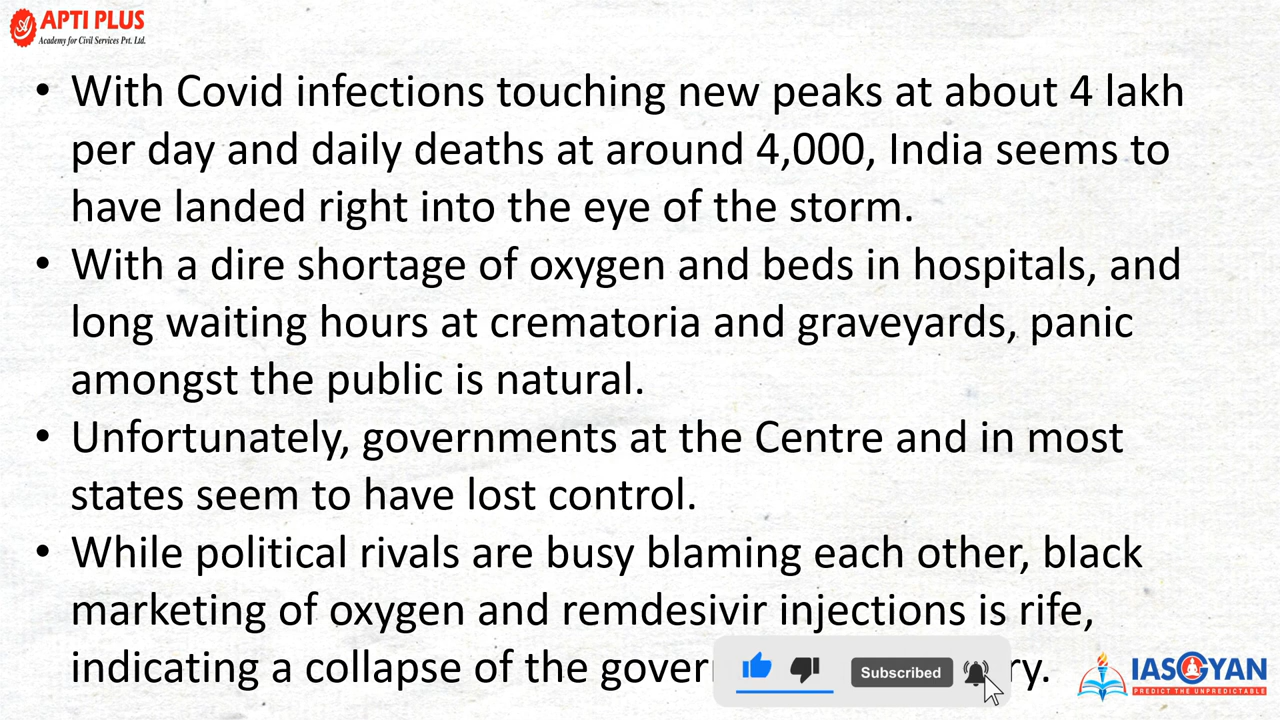 APTI PLUS
Academy for Civil Services Pvt. Ltd.
• With Covid infections touching new peaks at about 4 lakh
per day and daily deaths at around 4,000, India seems to
have landed right into the eye of the storm.
• With a dire shortage of oxygen and beds in hospitals, and
long waiting hours at crematoria and graveyards, panic
amongst the public is natural.
• Unfortunately, governments at the Centre and in most
states seem to have lost control.
• While political rivals are busy blaming each other, black
marketing of oxygen and remdesivir injections is rife,
indicating a collapse of the
Subscribed
IASGYAN
PREDICT THE UNPREDICTABLE